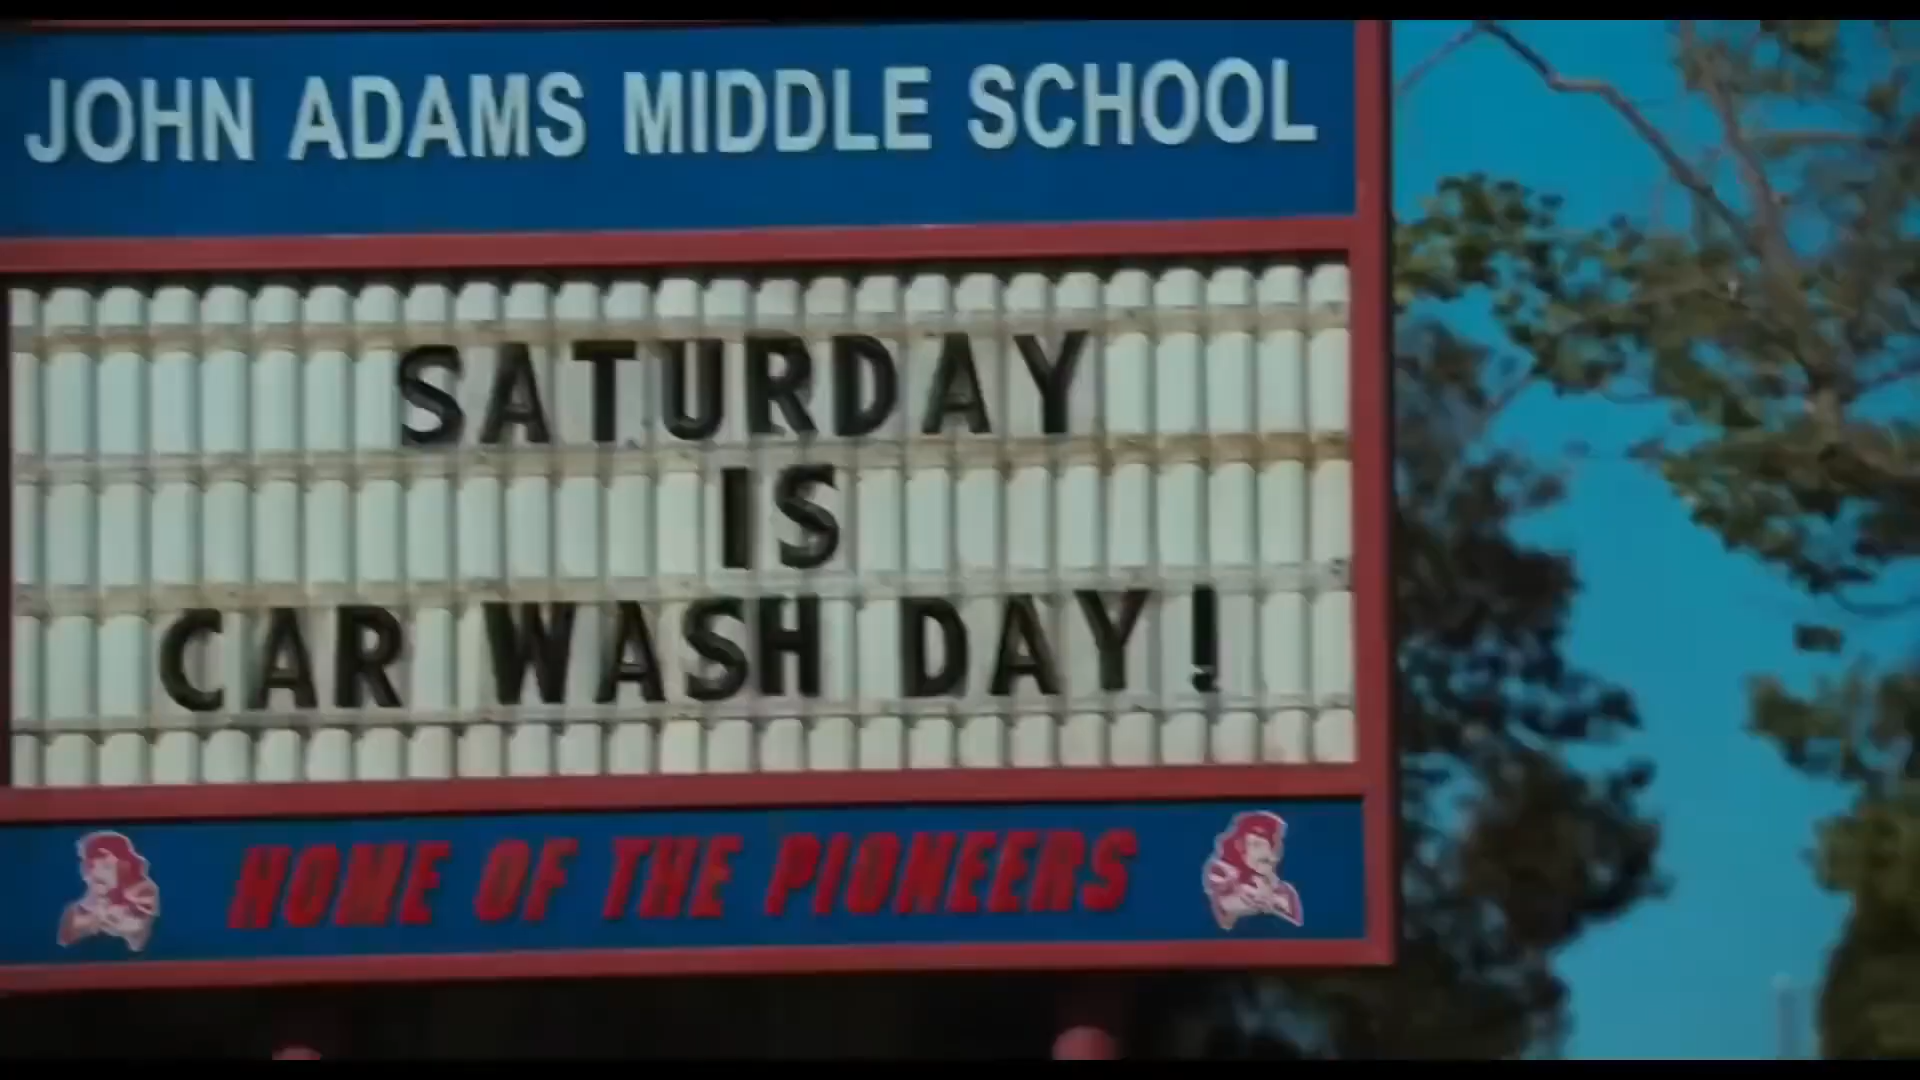 JOHN ADAMS MIDDLE SCHOOL
SATURDAY
IS
CAR WASH DAY!
HOME OF THE PIONEERS